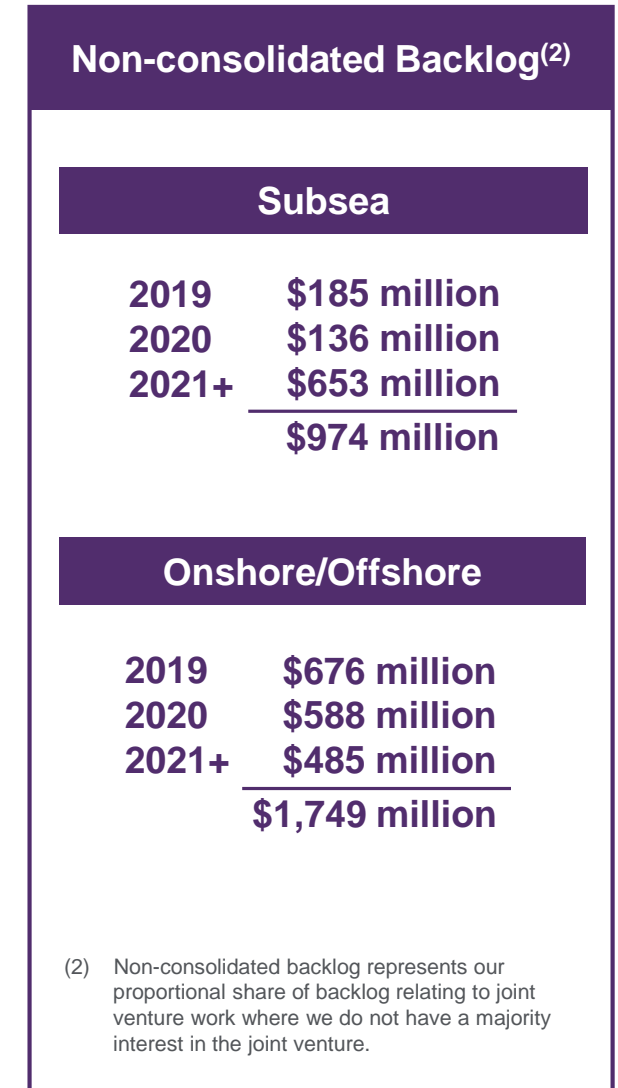 Non-consolidated Backlog(2)
Subsea
2019 $185 million
2020 $136 million
2021+ $653 million
$974 million
Onshore/Offshore
2019 $676 million
2020 $588 million
2021+ $485 million
$1,749 million
(2) Non-consolidated backlog represents our
proportional share of backlog relating to joint
venture work where we do not have a majority
interest in the joint venture.